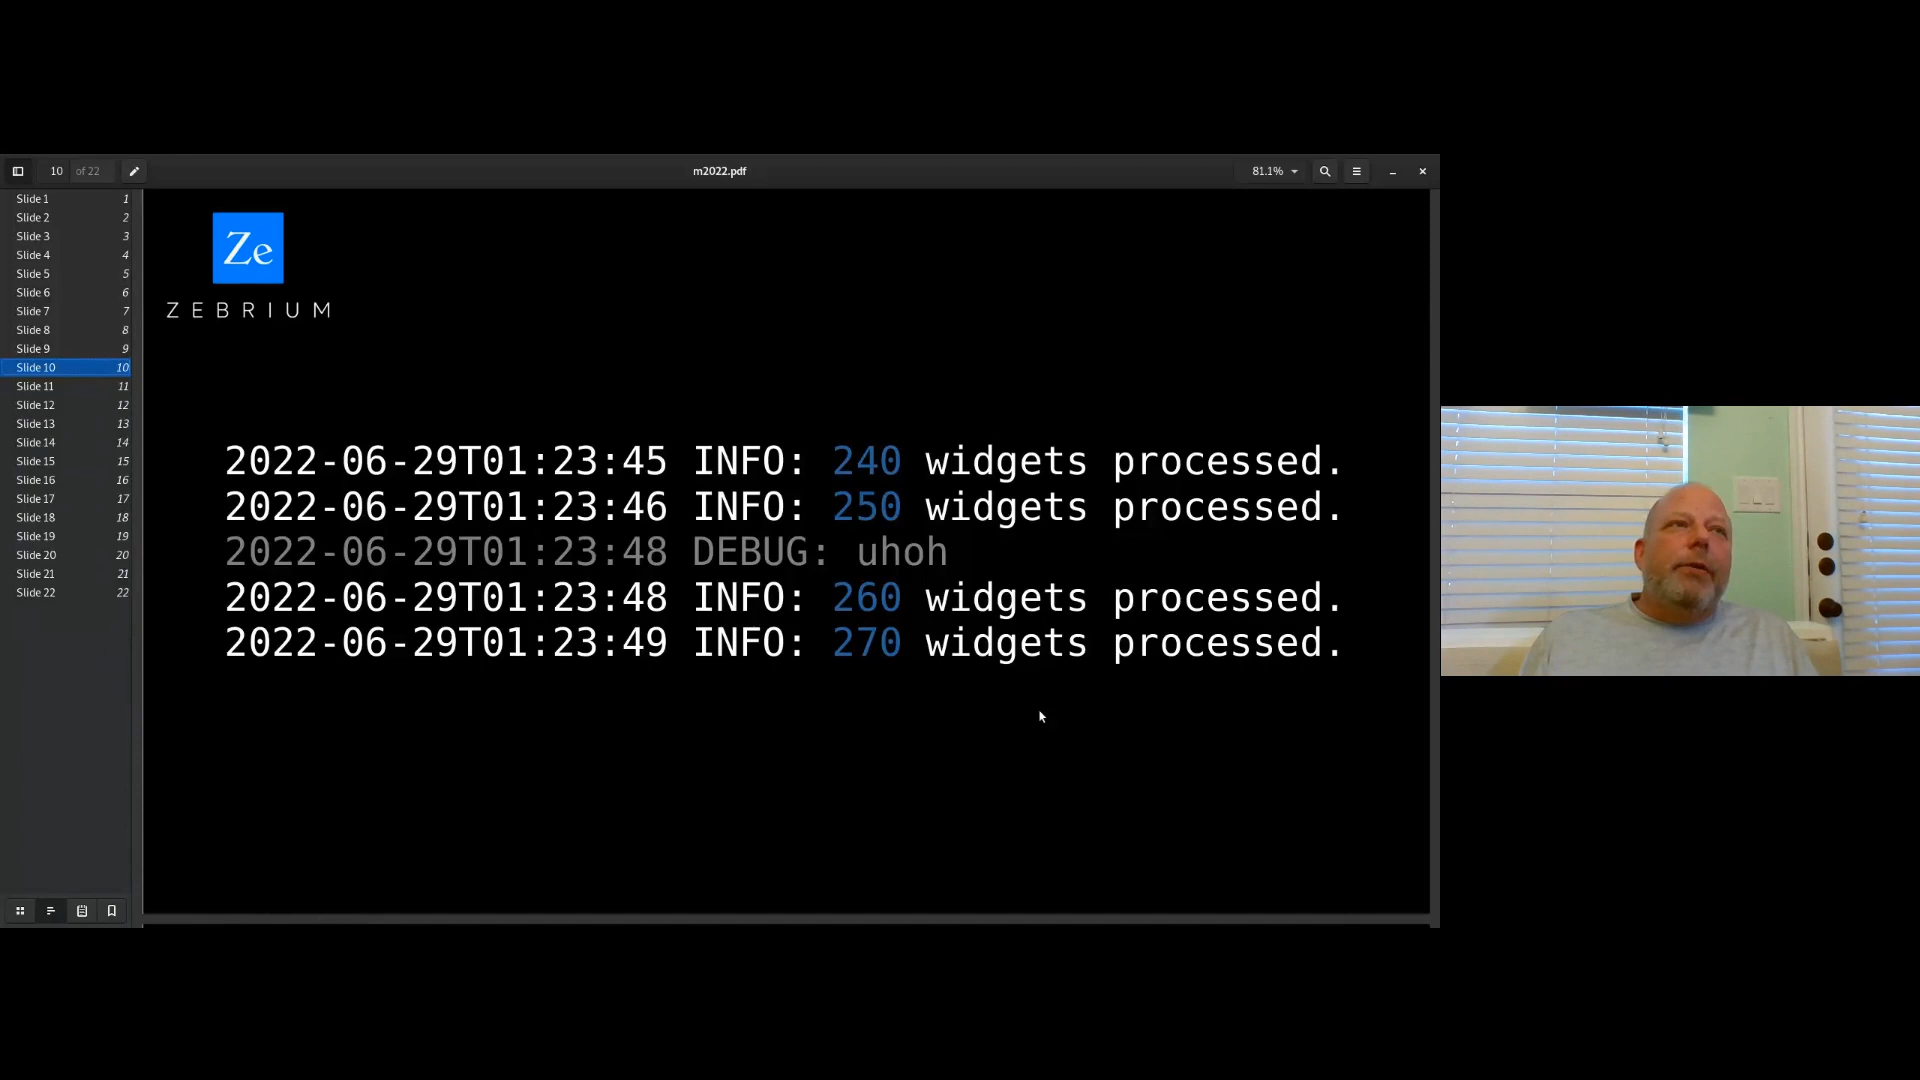 10 of 22
m2022.pdf
81.1%
Slide 1 1
Slide 2 2
Slide 3 3
Slide 4 4
Slide 5 5
Slide 6 6
Slide 7 7
Slide 8 8
Slide 9 9
Slide 10 10
Slide 11 11
Slide 12 12
Slide 13 13
Slide 14 14
Slide 15 15
Slide 16 16
Slide 17 17
Slide 18 18
Slide 19 19
Slide 20 20
Slide 21 21
Slide 22 22
Ze
ZEBRIUM
2022-06-29T01:23:45 INFO: 240 widgets processed.
2022-06-29T01:23:46 INFO: 250 widgets processed.
2022-06-29T01:23:48 DEBUG: uhoh
2022-06-29T01:23:48 INFO: 260 widgets processed.
2022-06-29T01:23:49 INFO: 270 widgets processed.